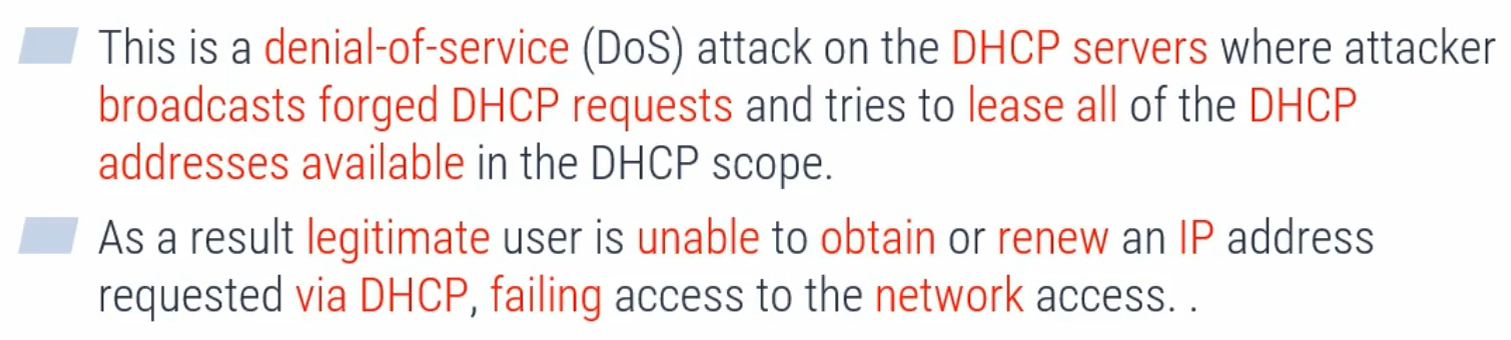 This is a denial-of-service (DoS) attack on the DHCP servers where attacker
broadcasts forged DHCP requests and tries to lease all of the DHCP
addresses available in the DHCP scope.
As a result legitimate user is unable to obtain or renew an IP address
requested via DHCP, failing access to the network access. .